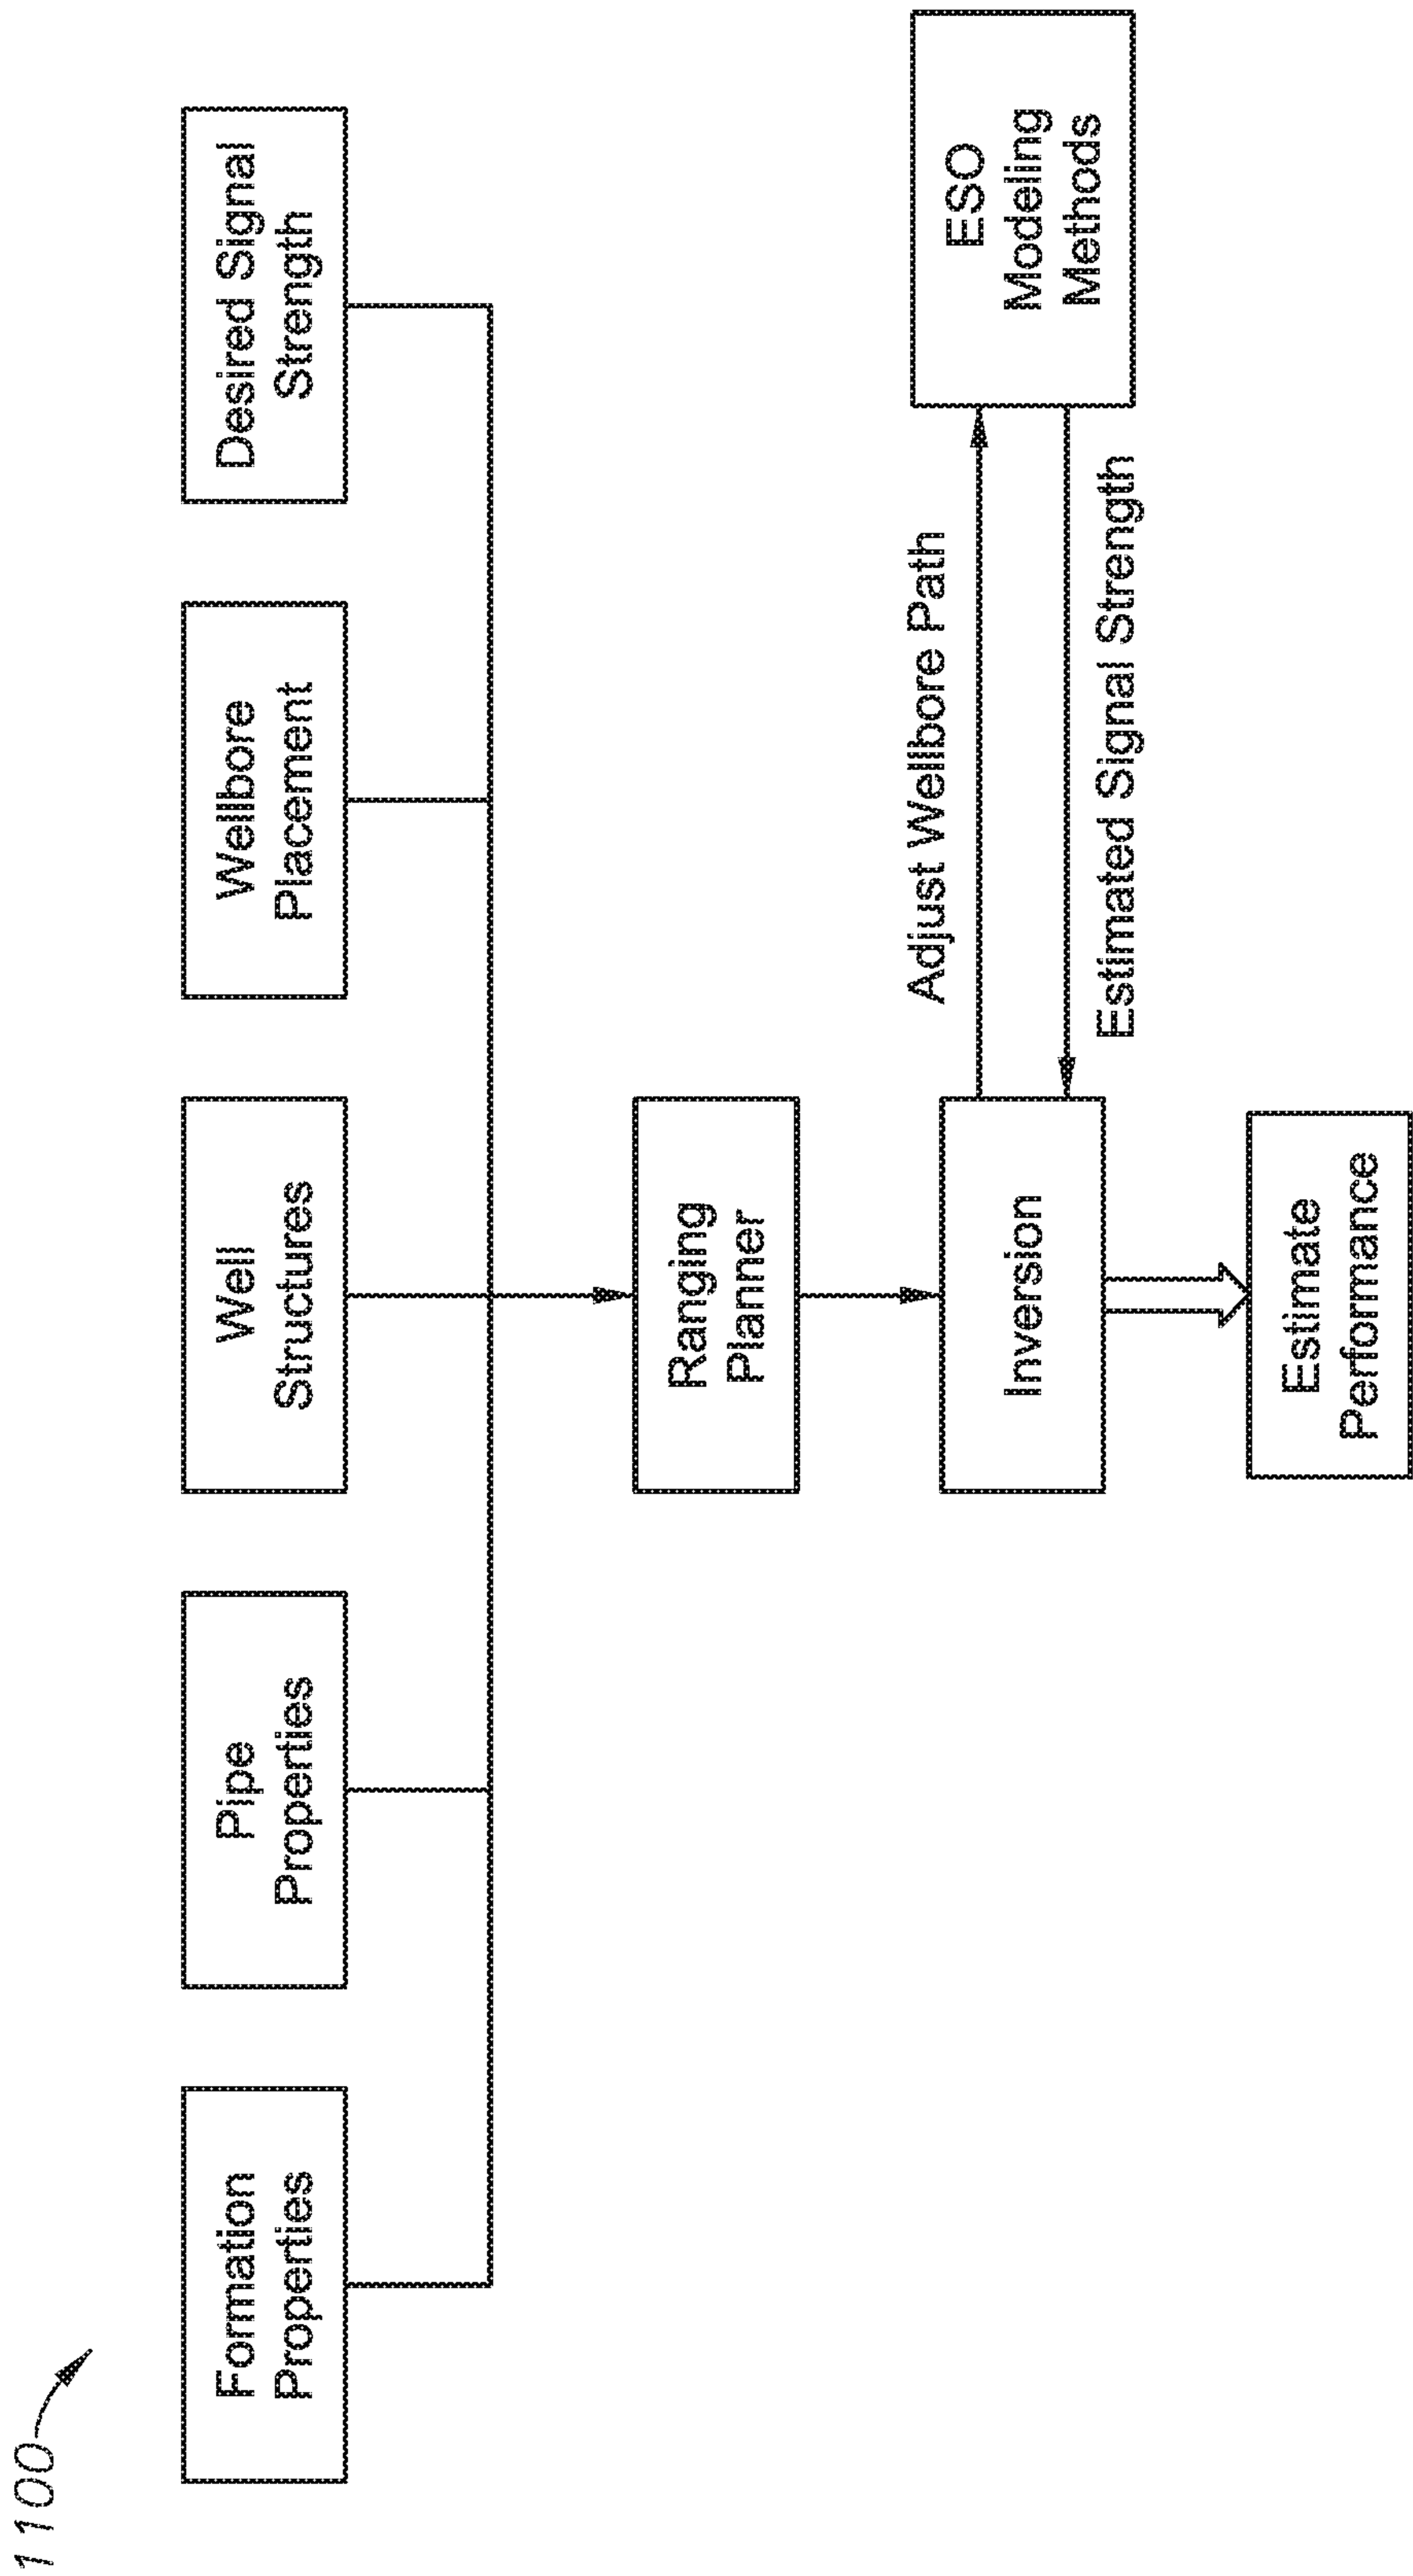 1100
Formation
Properties
Pipe
Properties
Well
Structures
Wellbore
Placement
Desired Signal
Strength
Ranging
Planner
Inversion
Adjust Wellbore Path
Estimated Signal Strength
ESO
Modeling
Methods
Estimate
Performance